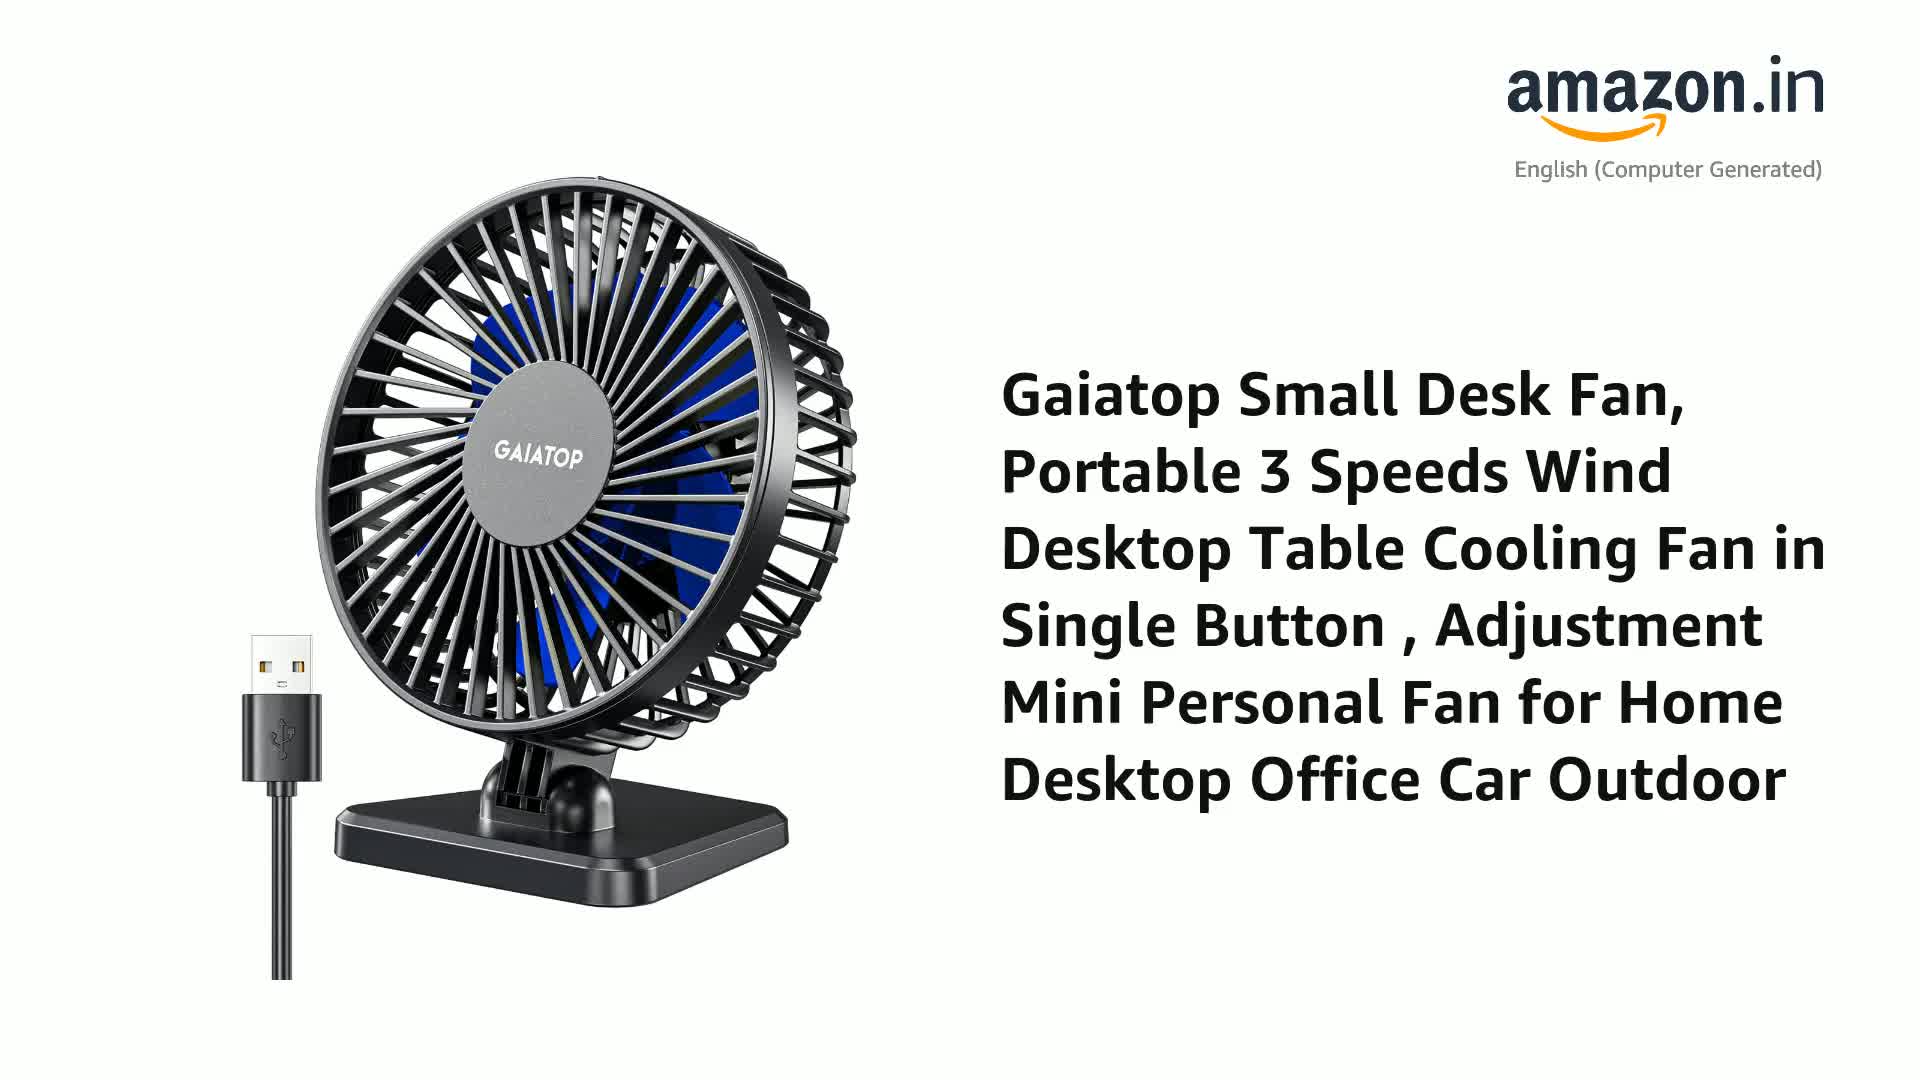 amazon.in
English (Computer Generated)
GAIATOP
Gaiatop Small Desk Fan,
Portable 3 Speeds Wind
Desktop Table Cooling Fan in
Single Button , Adjustment
Mini Personal Fan for Home
Desktop Office Car Outdoor